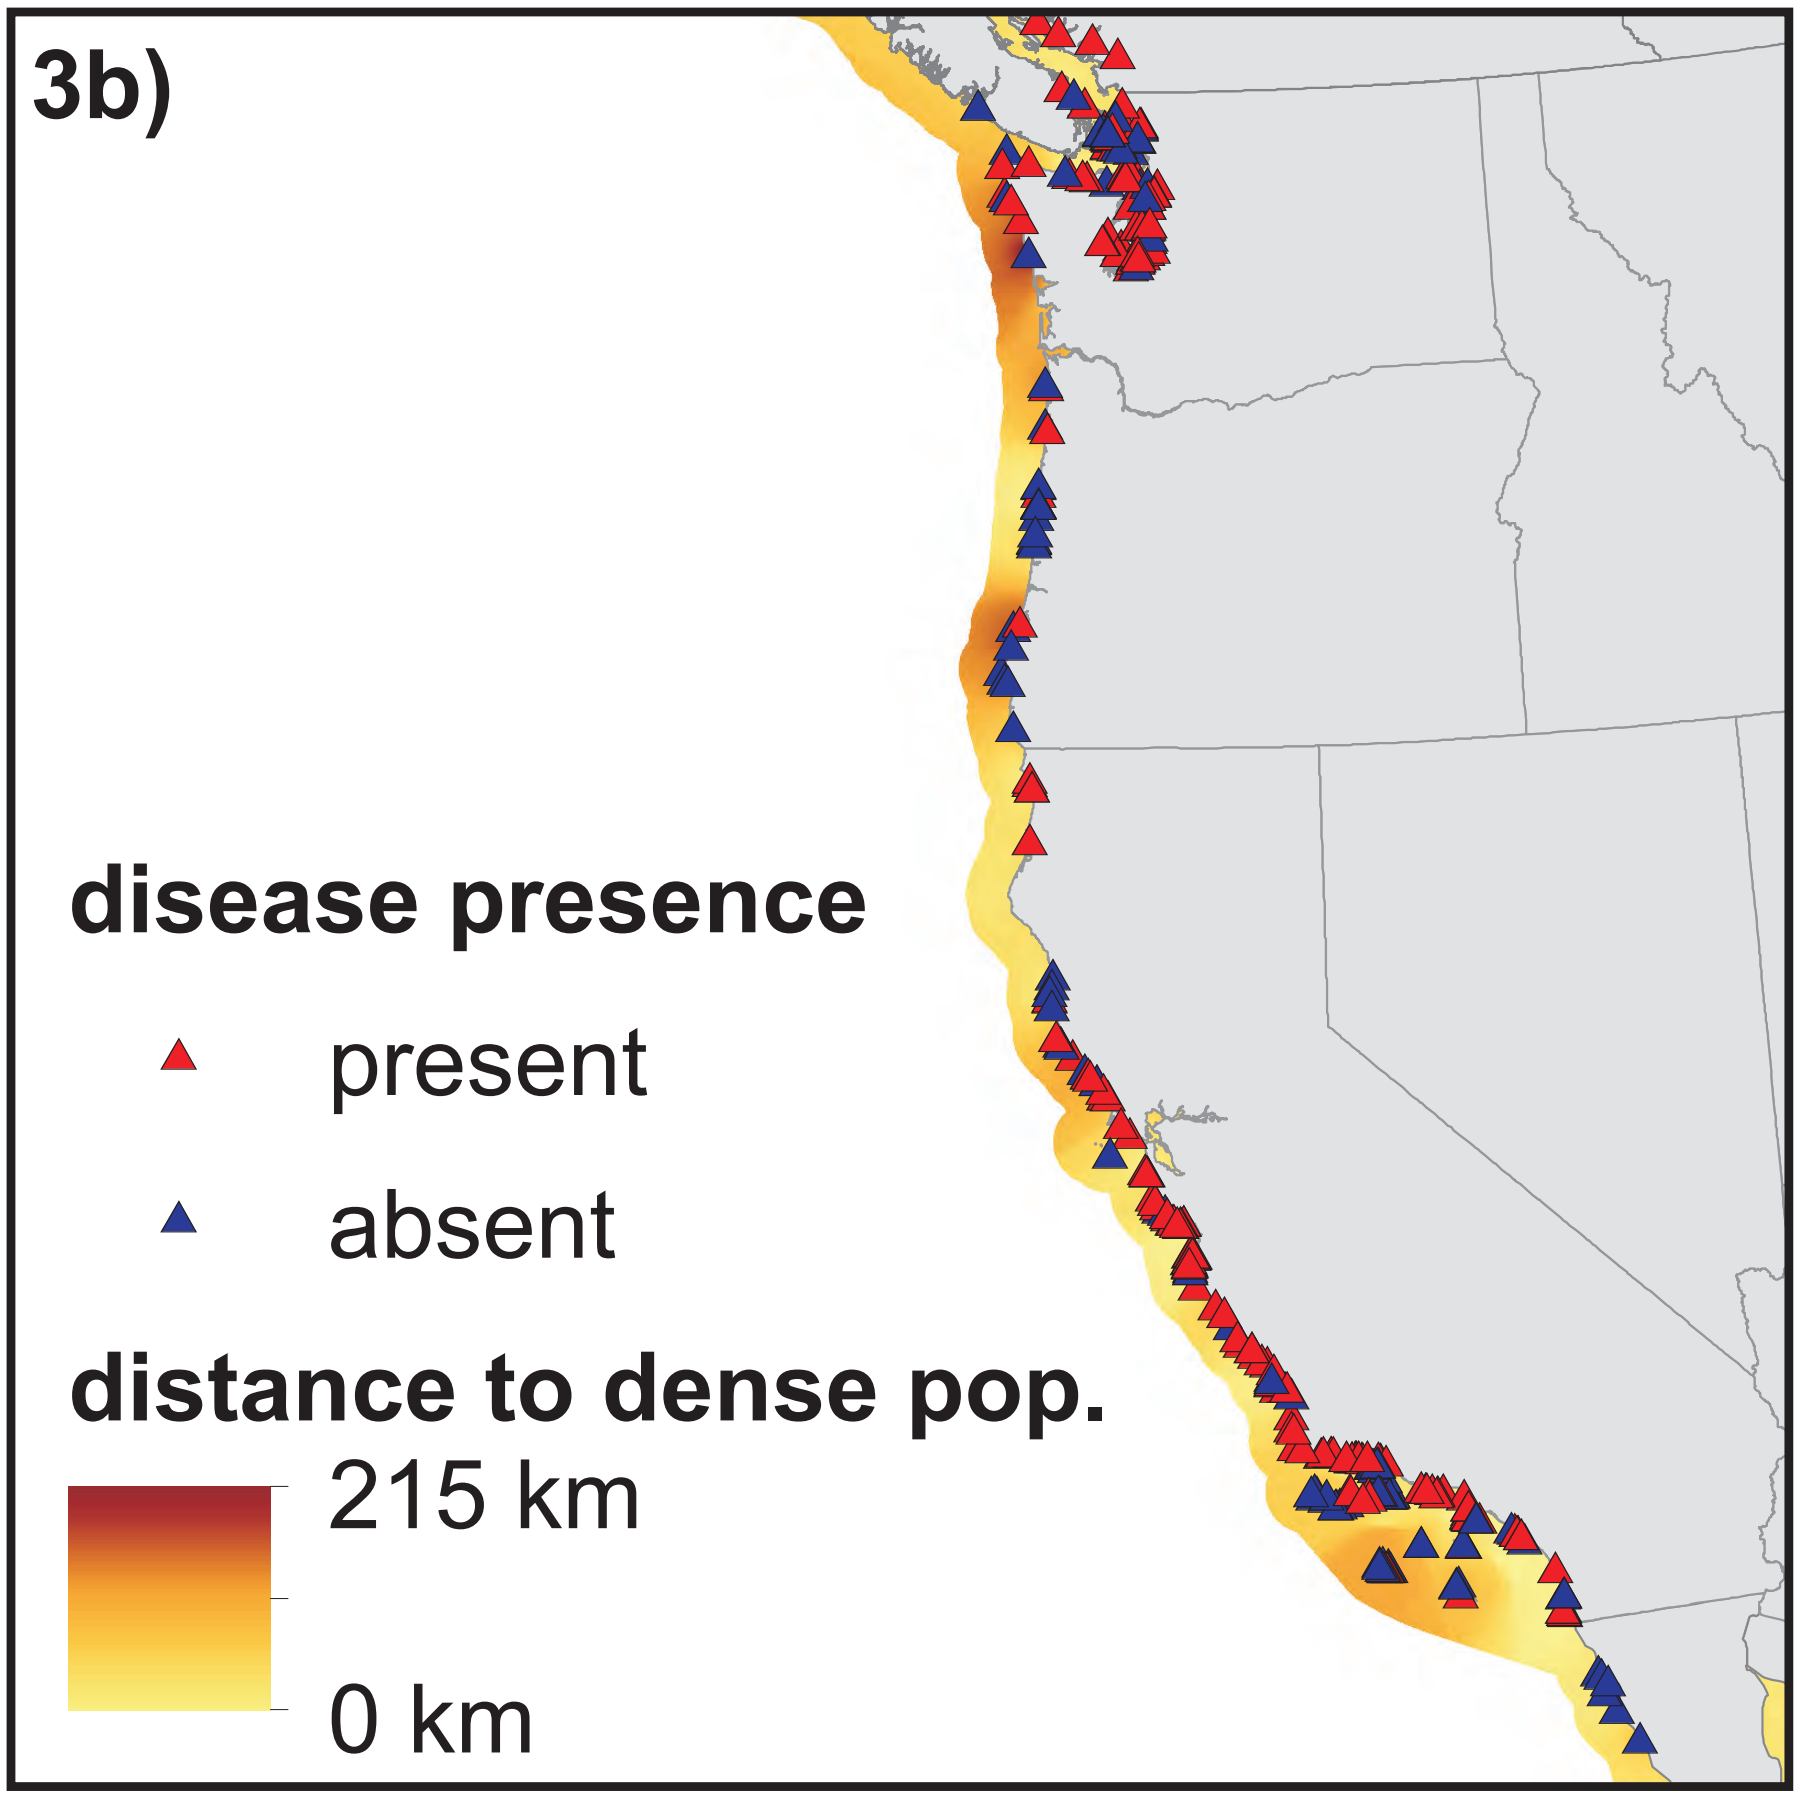 3b)
disease presence
present
absent
distance to dense pop.
215 km
0 km